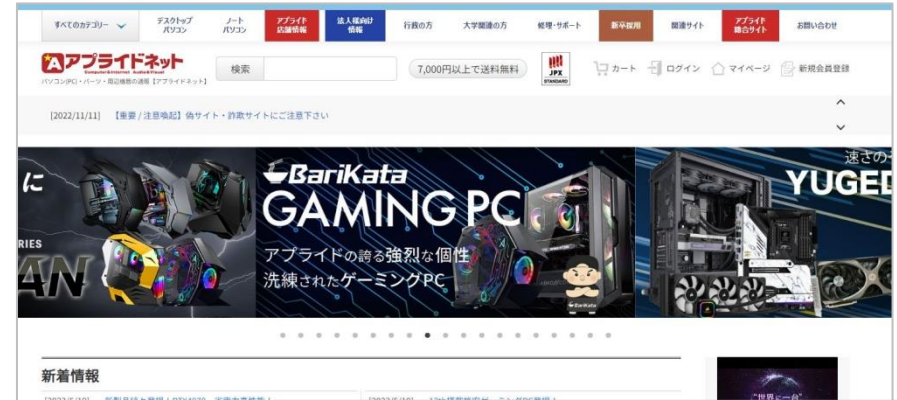 すべてのカテゴリー
デスクトップ
パソコン
ノート
パソコン
アプライド
店舗情報
法人様向け
情報
行政の方
大学関連の方
修理・サポート
新卒採用
関連サイト
アプライド
総合サイト
お問い合わせ
アプライドネット
Computer&Internet Audio&Visual
パソコン(PC)・パーツ・周辺機器の通販【アプライドネット】
検索
7,000円以上で送料無料
JPX
STANDARD
カート
ログイン
マイページ
新規会員登録
[2022/11/11] 【重要/注意喚起】偽サイト・詐欺サイトにご注意下さい
に
RIES
AN
BariKata
GAMING PC
アプライドの誇る強烈な個性
洗練されたゲーミングPC
BariKata
速さの
YUGED
新着情報
"世界に一台"